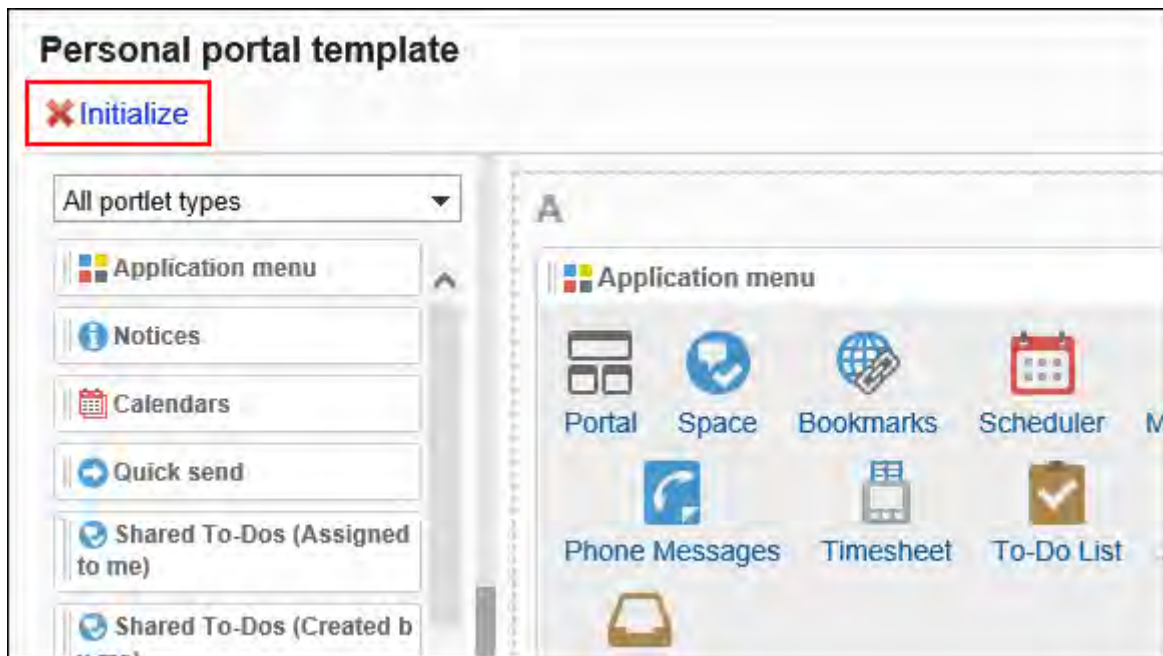 Personal portal template
Initialize
All portlet types
Application menu
Notices
Calendars
Quick send
Shared To-Dos (Assigned
to me)
Shared To-Dos (Created b
A
Application menu
Portal
Space
Bookmarks
Scheduler
M
Phone Messages
Timesheet
To-Do List